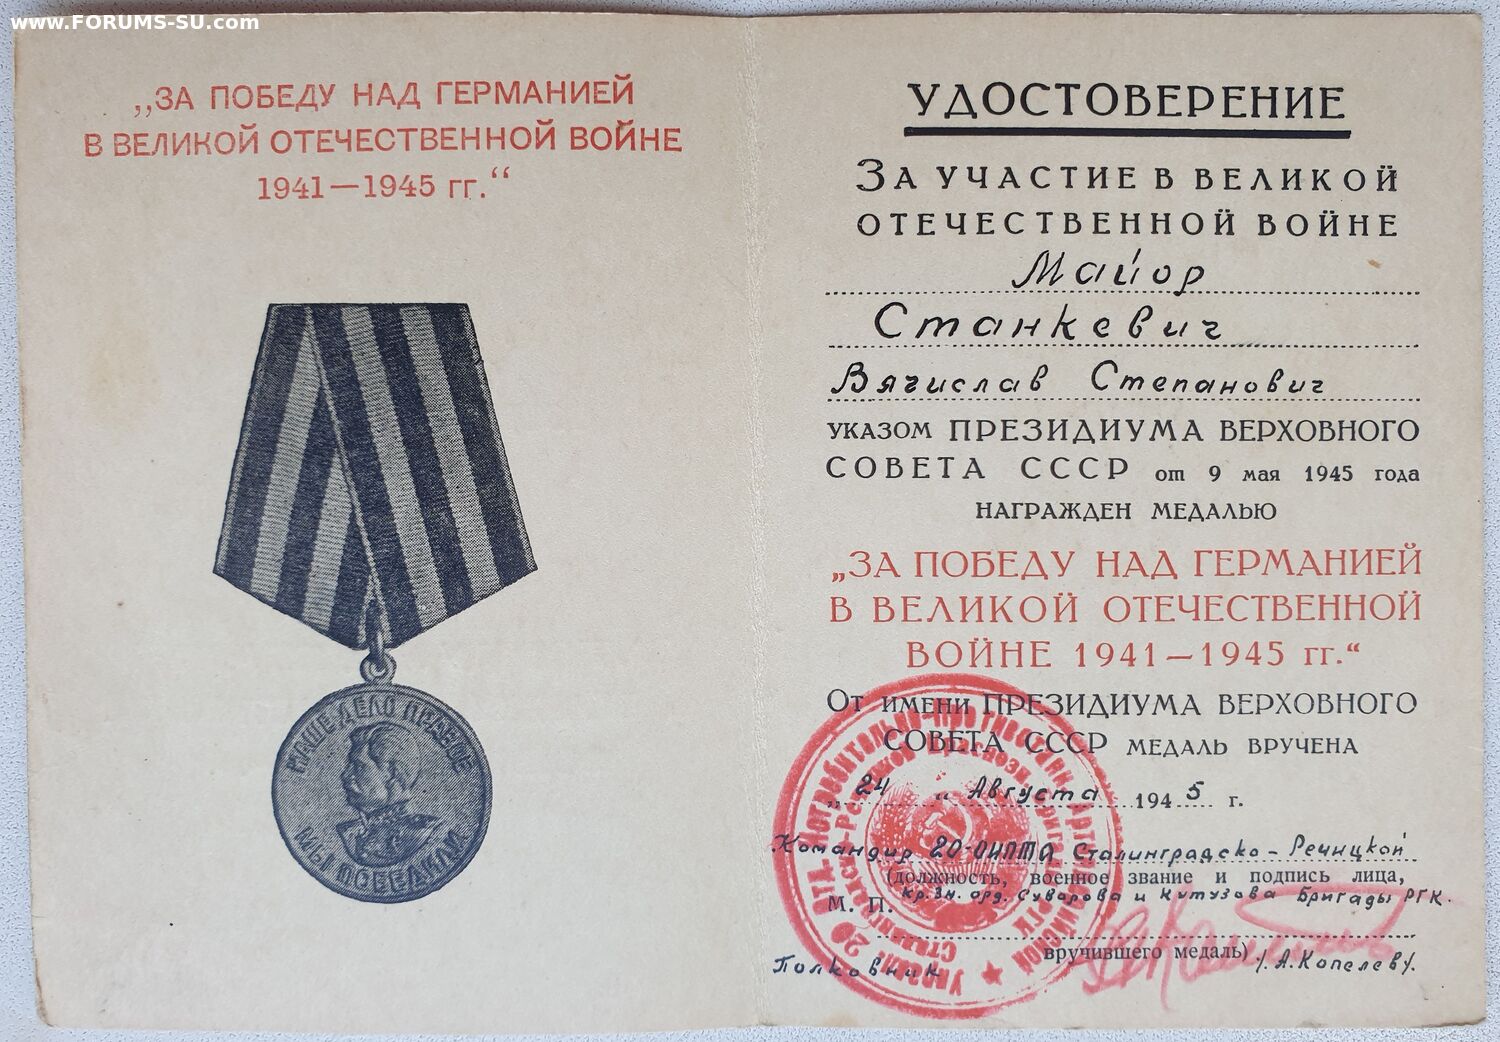 www.FORUMS-SU.com
„ЗА ПОБЕДУ НАД ГЕРМАНИЕЙ
В ВЕЛИКОЙ ОТЕЧЕСТВЕННОЙ ВОЙНЕ
1941—1945 гг.“
НАШЕ ДЕЛО ПРАВОЕ
МЫ ПОБЕДИЛИ
УДОСТОВЕРЕНИЕ
ЗА УЧАСТИЕ В ВЕЛИКОЙ
ОТЕЧЕСТВЕННОЙ ВОЙНЕ
Майор
Станкевич
Вячислав Степанович
УКАЗОМ ПРЕЗИДИУМА ВЕРХОВНОГО
СОВЕТА СССР от 9 мая 1945 года
НАГРАЖДЕН МЕДАЛЬЮ
„ЗА ПОБЕДУ НАД ГЕРМАНИЕЙ
В ВЕЛИКОЙ ОТЕЧЕСТВЕННОЙ
ВОЙНЕ 1941—1945 гг.“
ОТ ИМЕНИ ПРЕЗИДИУМА ВЕРХОВНОГО
СОВЕТА СССР МЕДАЛЬ ВРУЧЕНА
„ 24 „ Августа 1945 г.
Командир 20-ОИПТА Сталинградско-Речицкой
(должность, военное звание и подпись лица,
Кр.Зн. орд. Суворова и Кутузова Бригады РГК.
М. П.
вручившего медаль)
Полковник /А.Копелев/.